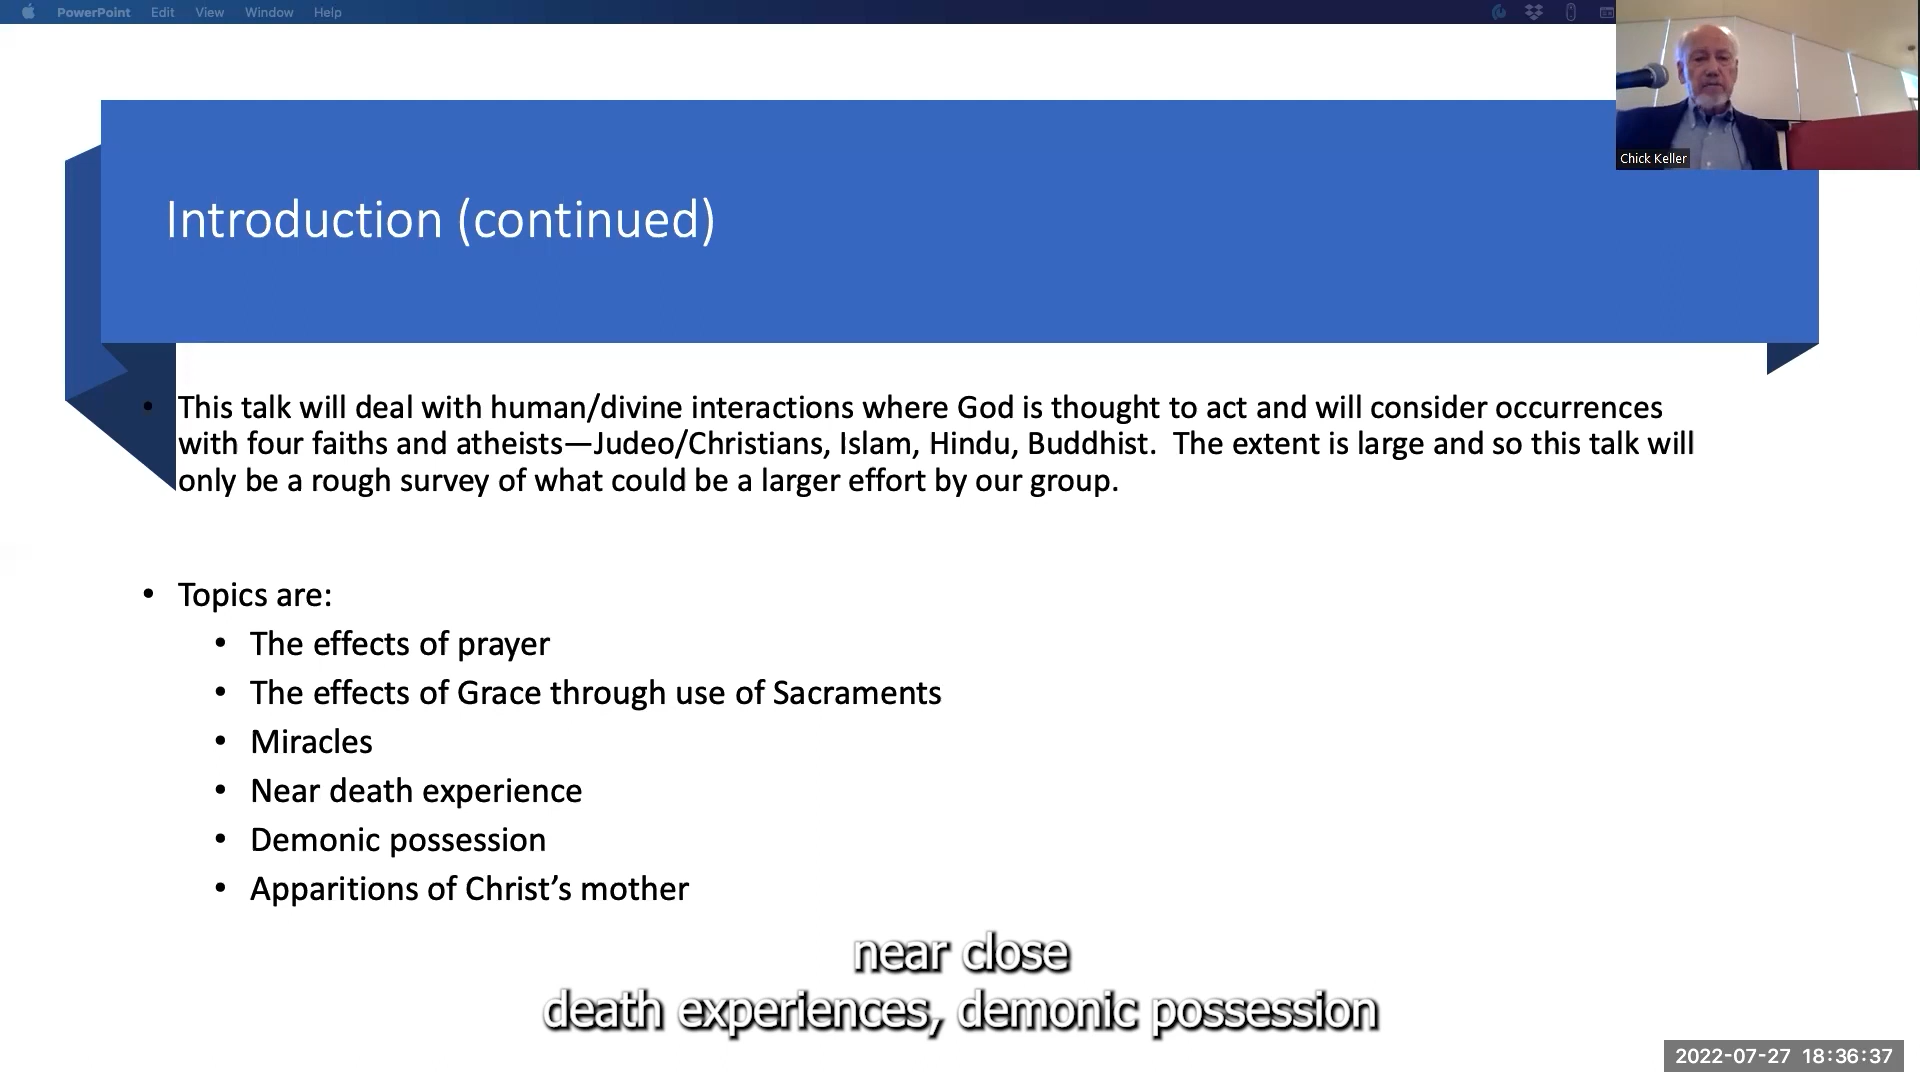 PowerPoint Edit View Window Help
Chick Keller
Introduction (continued)
• This talk will deal with human/divine interactions where God is thought to act and will consider occurrences
with four faiths and atheists—Judeo/Christians, Islam, Hindu, Buddhist.  The extent is large and so this talk will
only be a rough survey of what could be a larger effort by our group.
• Topics are:
• The effects of prayer
• The effects of Grace through use of Sacraments
• Miracles
• Near death experience
• Demonic possession
• Apparitions of Christ’s mother
near close
death experiences, demonic possession
2022-07-27 18:36:37